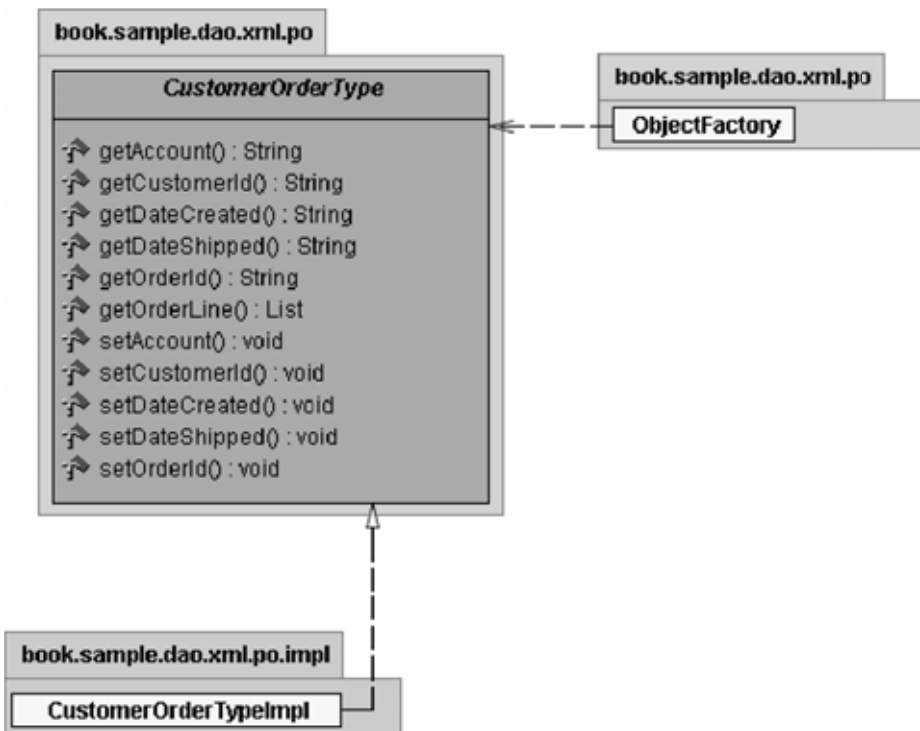 book.sample.dao.xml.po
CustomerOrderType
getAccount() : String
getCustomerId() : String
getDateCreated() : String
getDateShipped() : String
getOrderId() : String
getOrderLine() : List
setAccount() : void
setCustomerId() : void
setDateCreated() : void
setDateShipped() : void
setOrderId() : void
book.sample.dao.xml.po
ObjectFactory
book.sample.dao.xml.po.impl
CustomerOrderTypeImpl